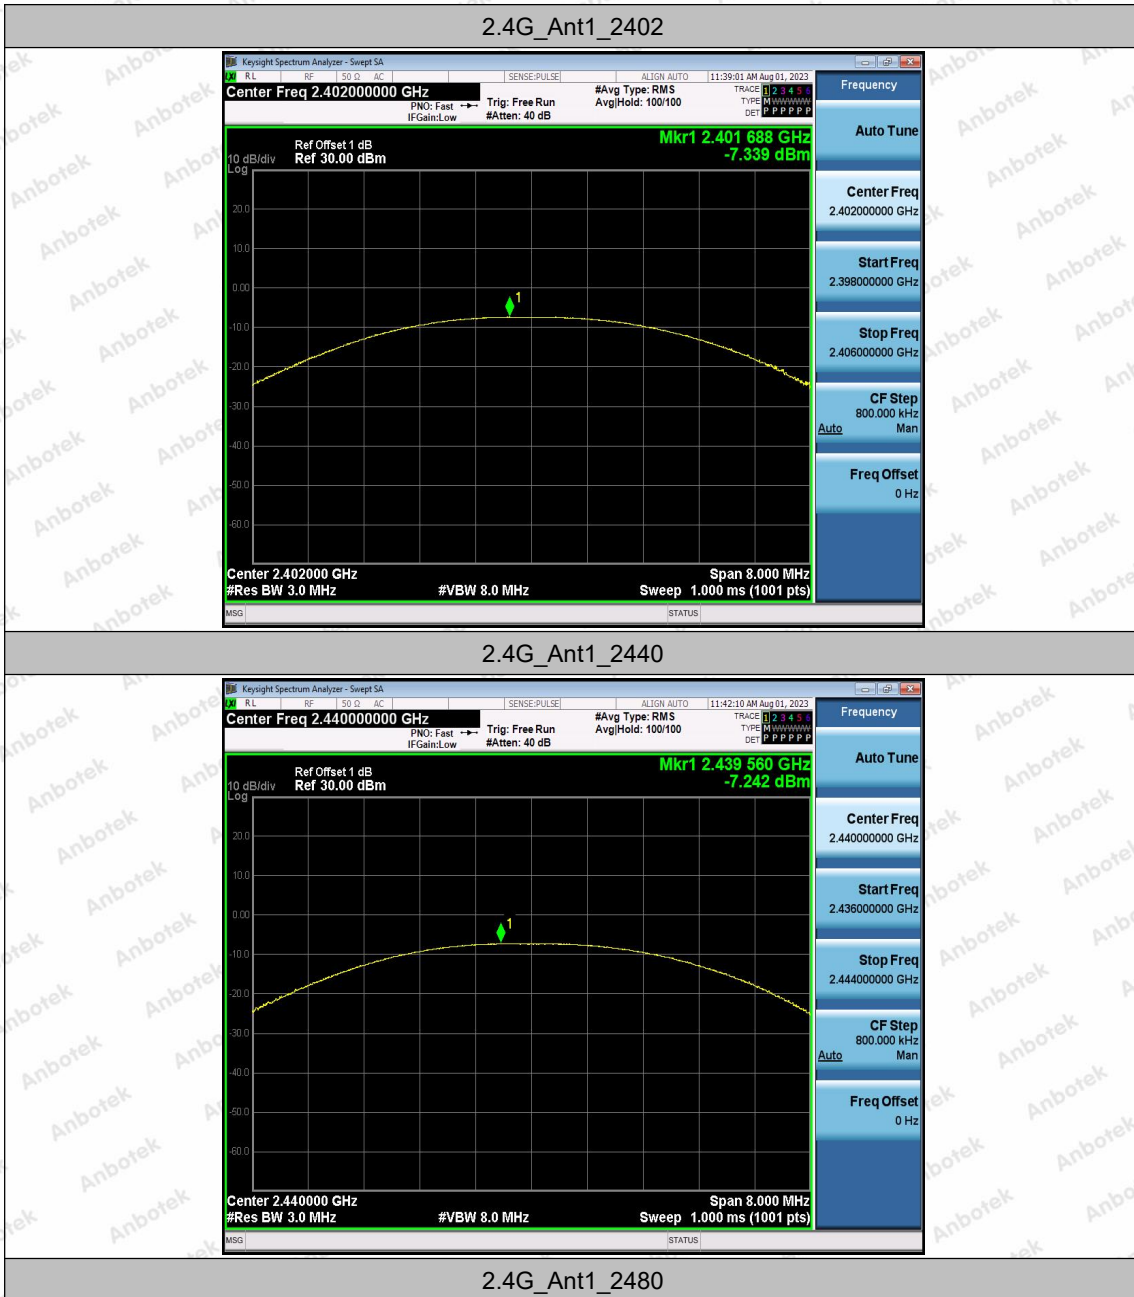 2.4G_Ant1_2402
Keysight Spectrum Analyzer - Swept SA
LXI RL RF 50 Ω AC SENSE:PULSE ALIGN AUTO 11:39:01 AM Aug 01, 2023
Center Freq 2.402000000 GHz
PNO: Fast
IFGain:Low
Trig: Free Run
#Atten: 40 dB
#Avg Type: RMS
Avg|Hold: 100/100
TRACE 1 2 3 4 5 6
TYPE M WWWWW
DET P P P P P P
Frequency
Mkr1 2.401 688 GHz
-7.339 dBm
Ref Offset 1 dB
10 dB/div Ref 30.00 dBm
Log
20.0
10.0
0.00
-10.0
-20.0
-30.0
-40.0
-50.0
-60.0
1
Center 2.402000 GHz Span 8.000 MHz
#Res BW 3.0 MHz #VBW 8.0 MHz Sweep 1.000 ms (1001 pts)
MSG STATUS
Auto Tune
Center Freq
2.402000000 GHz
Start Freq
2.398000000 GHz
Stop Freq
2.406000000 GHz
CF Step
800.000 kHz
Auto Man
Freq Offset
0 Hz
2.4G_Ant1_2440
Keysight Spectrum Analyzer - Swept SA
LXI RL RF 50 Ω AC SENSE:PULSE ALIGN AUTO 11:42:10 AM Aug 01, 2023
Center Freq 2.440000000 GHz
PNO: Fast
IFGain:Low
Trig: Free Run
#Atten: 40 dB
#Avg Type: RMS
Avg|Hold: 100/100
TRACE 1 2 3 4 5 6
TYPE M WWWWW
DET P P P P P P
Frequency
Mkr1 2.439 560 GHz
-7.242 dBm
Ref Offset 1 dB
10 dB/div Ref 30.00 dBm
Log
20.0
10.0
0.00
-10.0
-20.0
-30.0
-40.0
-50.0
-60.0
1
Center 2.440000 GHz Span 8.000 MHz
#Res BW 3.0 MHz #VBW 8.0 MHz Sweep 1.000 ms (1001 pts)
MSG STATUS
Auto Tune
Center Freq
2.440000000 GHz
Start Freq
2.436000000 GHz
Stop Freq
2.444000000 GHz
CF Step
800.000 kHz
Auto Man
Freq Offset
0 Hz
2.4G_Ant1_2480
Anbotek